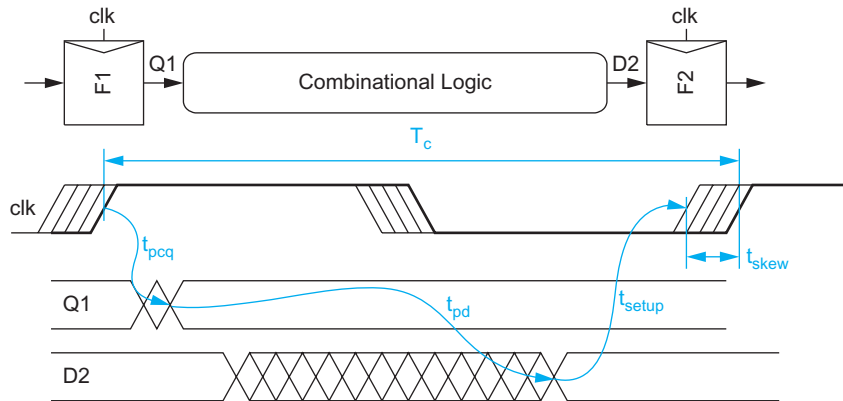 clk
clk
F1
Q1
Combinational Logic
D2
F2
Tc
clk
tpcq
tskew
Q1
tpd
tsetup
D2